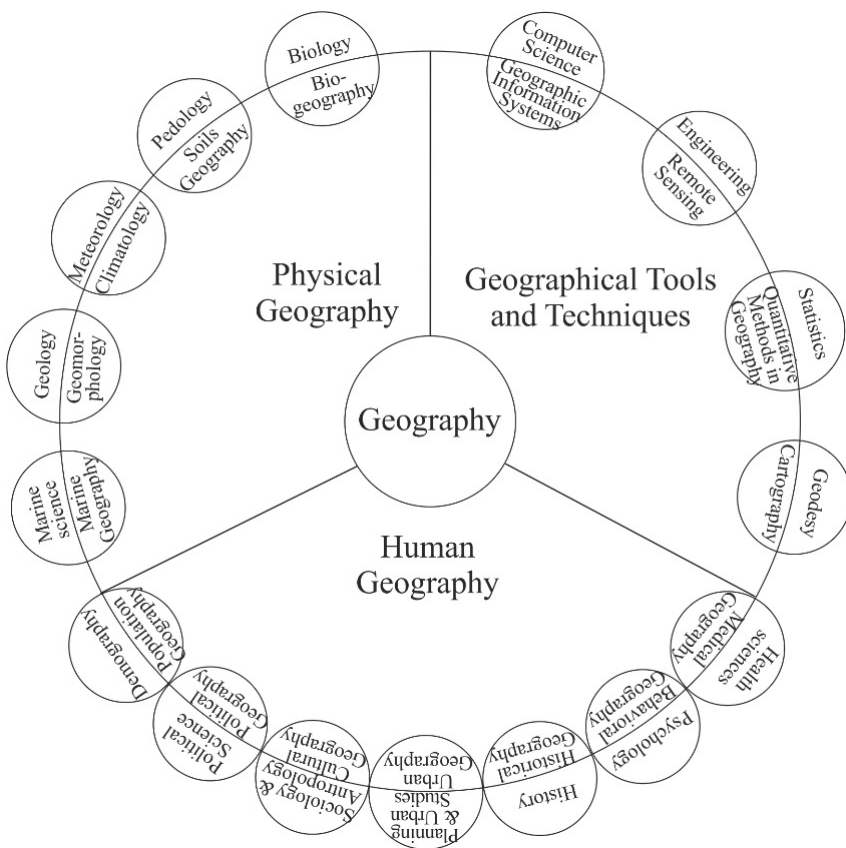 Biology
Bio-
geography
Computer
Science
Geographic
Information
Systems
Pedology
Soils
Geography
Engineering
Remote
Sensing
Meteorology
Climatology
Physical
Geography
Geographical Tools
and Techniques
Statistics
Quantitative
Methods in
Geography
Geology
Geomor-
phology
Geography
Marine
science
Marine
Geography
Geodesy
Cartography
Human
Geography
Demography
Population
Geography
Political
Science
Political
Geography
Sociology &
Antropology
Cultural
Geography
Planning
& Urban
Studies
Urban
Geography
History
Historical
Geography
Psychology
Behavioral
Geography
Health
sciences
Medical
Geography